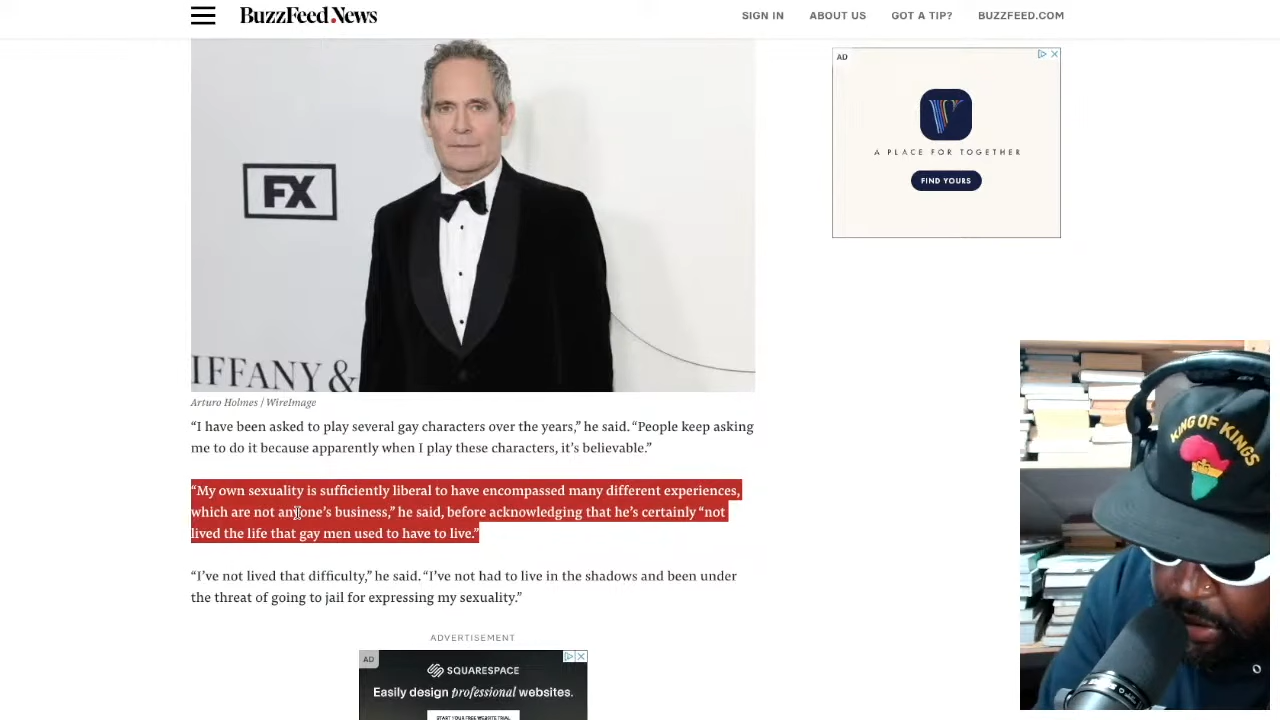 BuzzFeed.News
SIGN IN ABOUT US GOT A TIP? BUZZFEED.COM
AD
FX
A PLACE FOR TOGETHER
FIND YOURS
IFFANY &
Arturo Holmes / WireImage
“I have been asked to play several gay characters over the years,” he said. “People keep asking
me to do it because apparently when I play these characters, it’s believable.”
“My own sexuality is sufficiently liberal to have encompassed many different experiences,
which are not anyone’s business,” he said, before acknowledging that he’s certainly “not
lived the life that gay men used to have to live.”
“I’ve not lived that difficulty,” he said. “I’ve not had to live in the shadows and been under
the threat of going to jail for expressing my sexuality.”
ADVERTISEMENT
AD
SQUARESPACE
Easily design professional websites.
START YOUR FREE WEBSITE TRIAL
KING OF KINGS